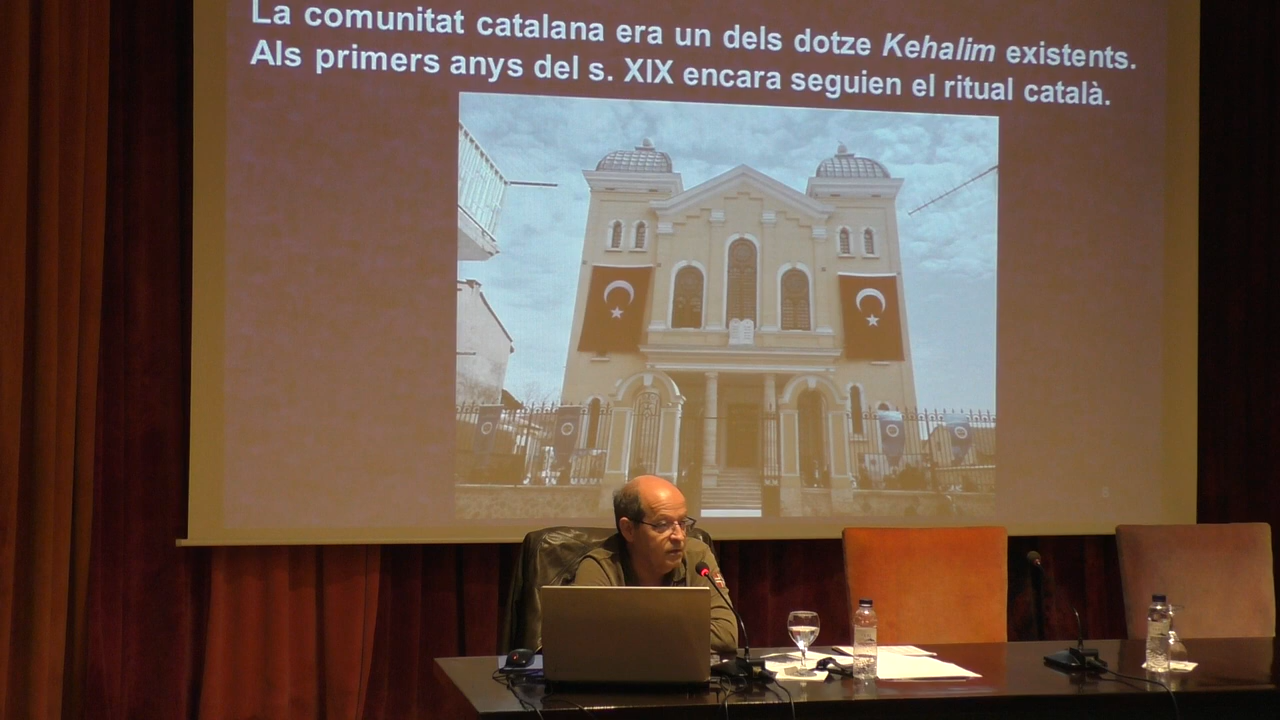 La comunitat catalana era un dels dotze Kehalim existents.
Als primers anys del s. XIX encara seguien el ritual català.
8